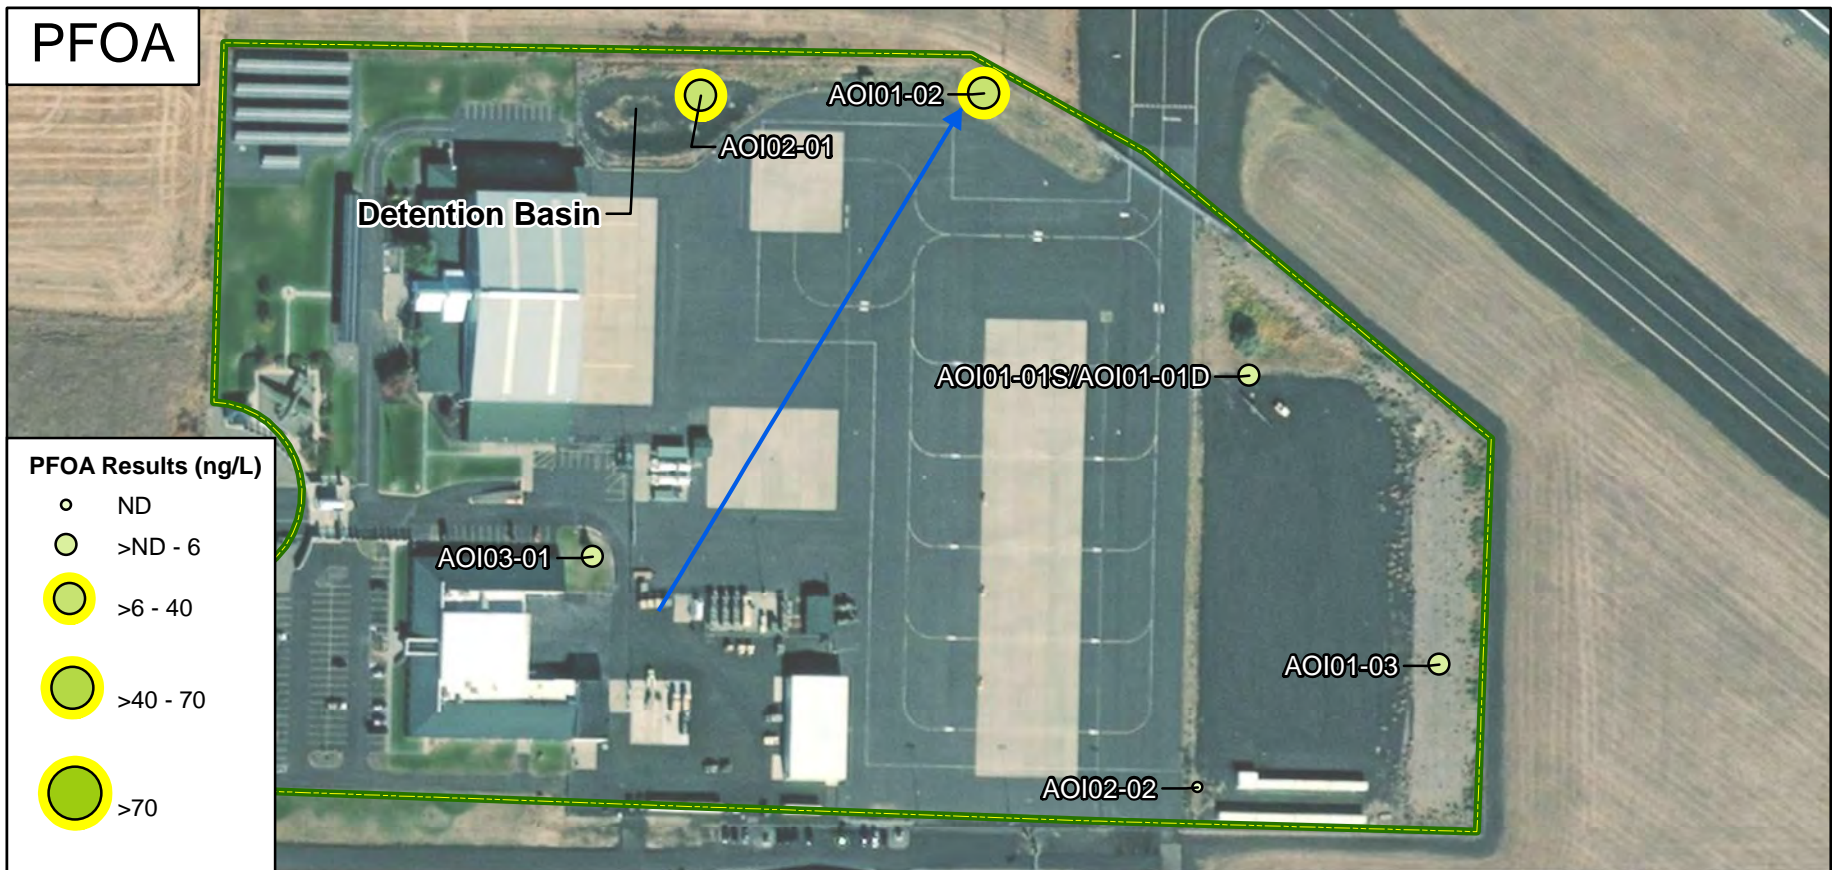 PFOA
AOI01-02
AOI02-01
Detention Basin
AOI01-01S/AOI01-01D
PFOA Results (ng/L)
ND
>ND - 6
>6 - 40
>40 - 70
>70
AOI03-01
AOI01-03
AOI02-02